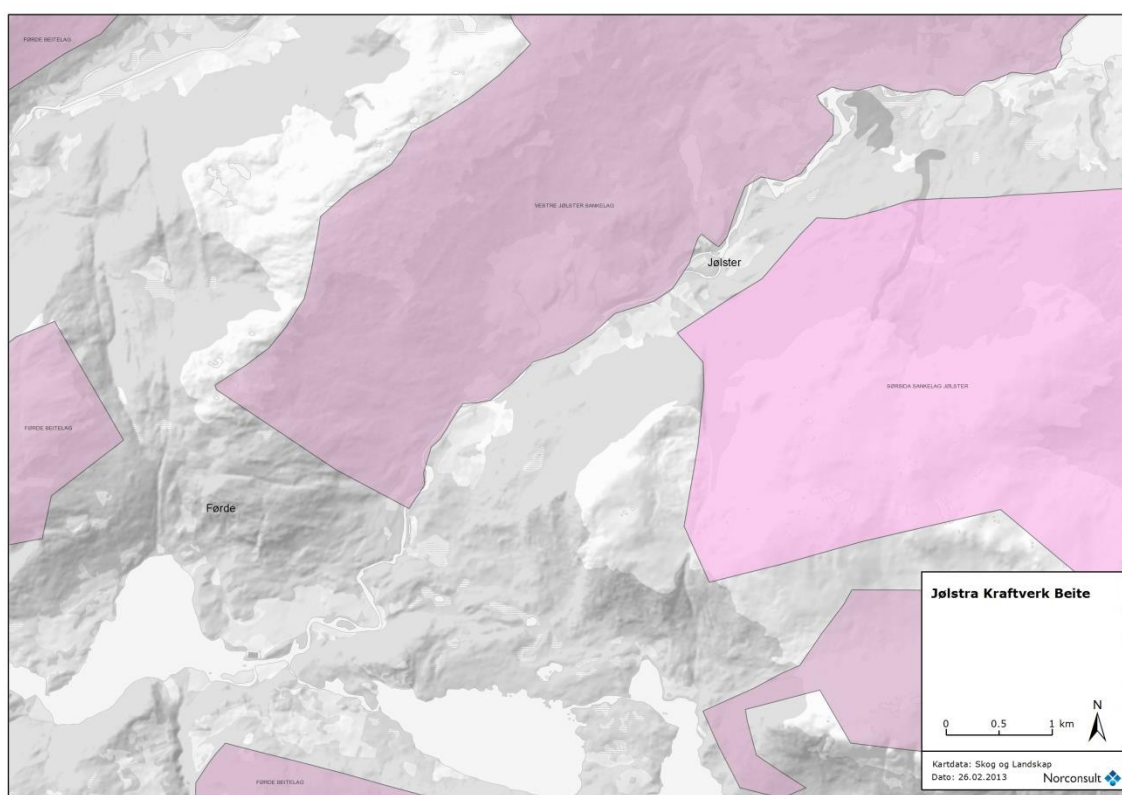 FØRDE BEITELAG
VESTRE JØLSTER SANKELAG
Jølster
SØRSIDA SANKELAG JØLSTER
FØRDE BEITELAG
Førde
FØRDE BEITELAG
Jølstra Kraftverk Beite
N
0 0.5 1 km
Kartdata: Skog og Landskap
Dato: 26.02.2013
Norconsult